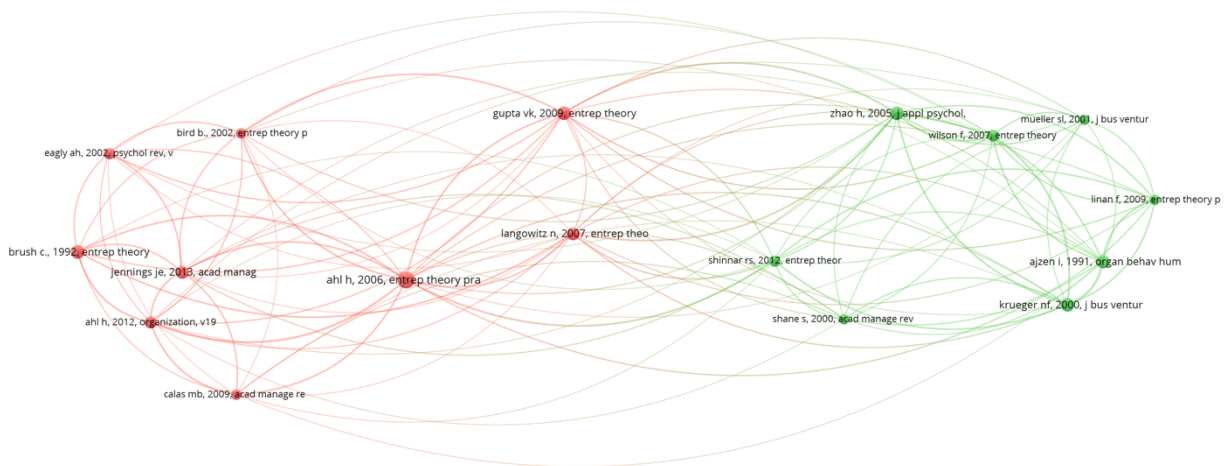 gupta vk, 2009, entrep theory
zhao h, 2005, j appl psychol,
mueller sl, 2001, j bus ventur
bird b., 2002, entrep theory p
wilson f, 2007, entrep theory
eagly ah, 2002, psychol rev, v
linan f, 2009, entrep theory p
langowitz n, 2007, entrep theo
brush c., 1992, entrep theory
shinnar rs, 2012, entrep theor
ajzen i, 1991, organ behav hum
jennings je, 2013, acad manag
ahl h, 2006, entrep theory pra
krueger nf, 2000, j bus ventur
shane s, 2000, acad manage rev
ahl h, 2012, organization, v19
calas mb, 2009, acad manage re